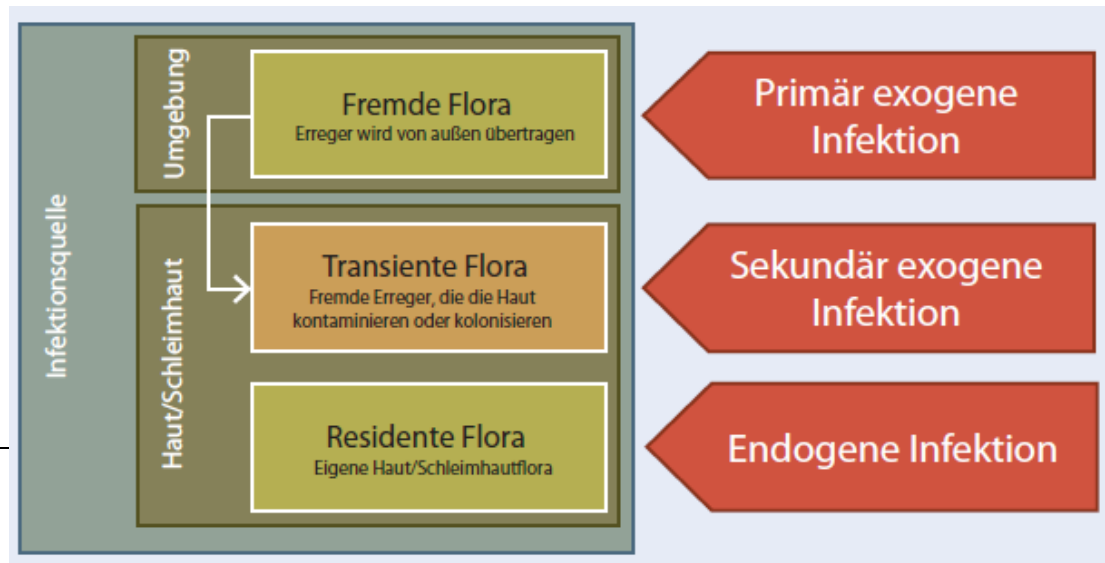 Infektionsquelle
Umgebung
Fremde Flora
Erreger wird von außen übertragen
Primär exogene
Infektion
Haut/Schleimhaut
Transiente Flora
Fremde Erreger, die die Haut
kontaminieren oder kolonisieren
Sekundär exogene
Infektion
Residente Flora
Eigene Haut/Schleimhautflora
Endogene Infektion